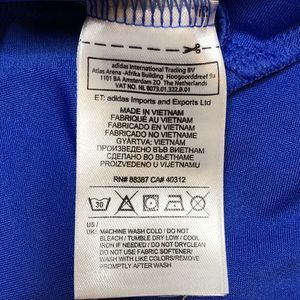 adidas International Trading BV
Atlas Arena -Afrika Building Hoogoorddreef 9a
1101 BA Amsterdam ZO The Netherlands
VAT NO. NL 8073.01.322.B.01
ET: adidas Imports and Exports Ltd
MADE IN VIETNAM
FABRIQUÉ AU VIETNAM
FABRICADO EN VIETNAM
FABRICADO NO VIETNAME
GYÁRTVA: VIETNÁM
ПРОИЗВЕДЕНО ВЪВ ВИЕТНАМ
СДЕЛАНО ВО ВЬЕТНАМЕ
PROIZVEDENO U VIJETNAMU
RN# 88387 CA# 40312
30
US /
UK: MACHINE WASH COLD / DO NOT
BLEACH / TUMBLE DRY LOW / COOL
IRON IF NEEDED / DO NOT DRYCLEAN
DO NOT USE FABRIC SOFTENER/
WASH WITH LIKE COLORS/REMOVE
PROMPTLY AFTER WASH